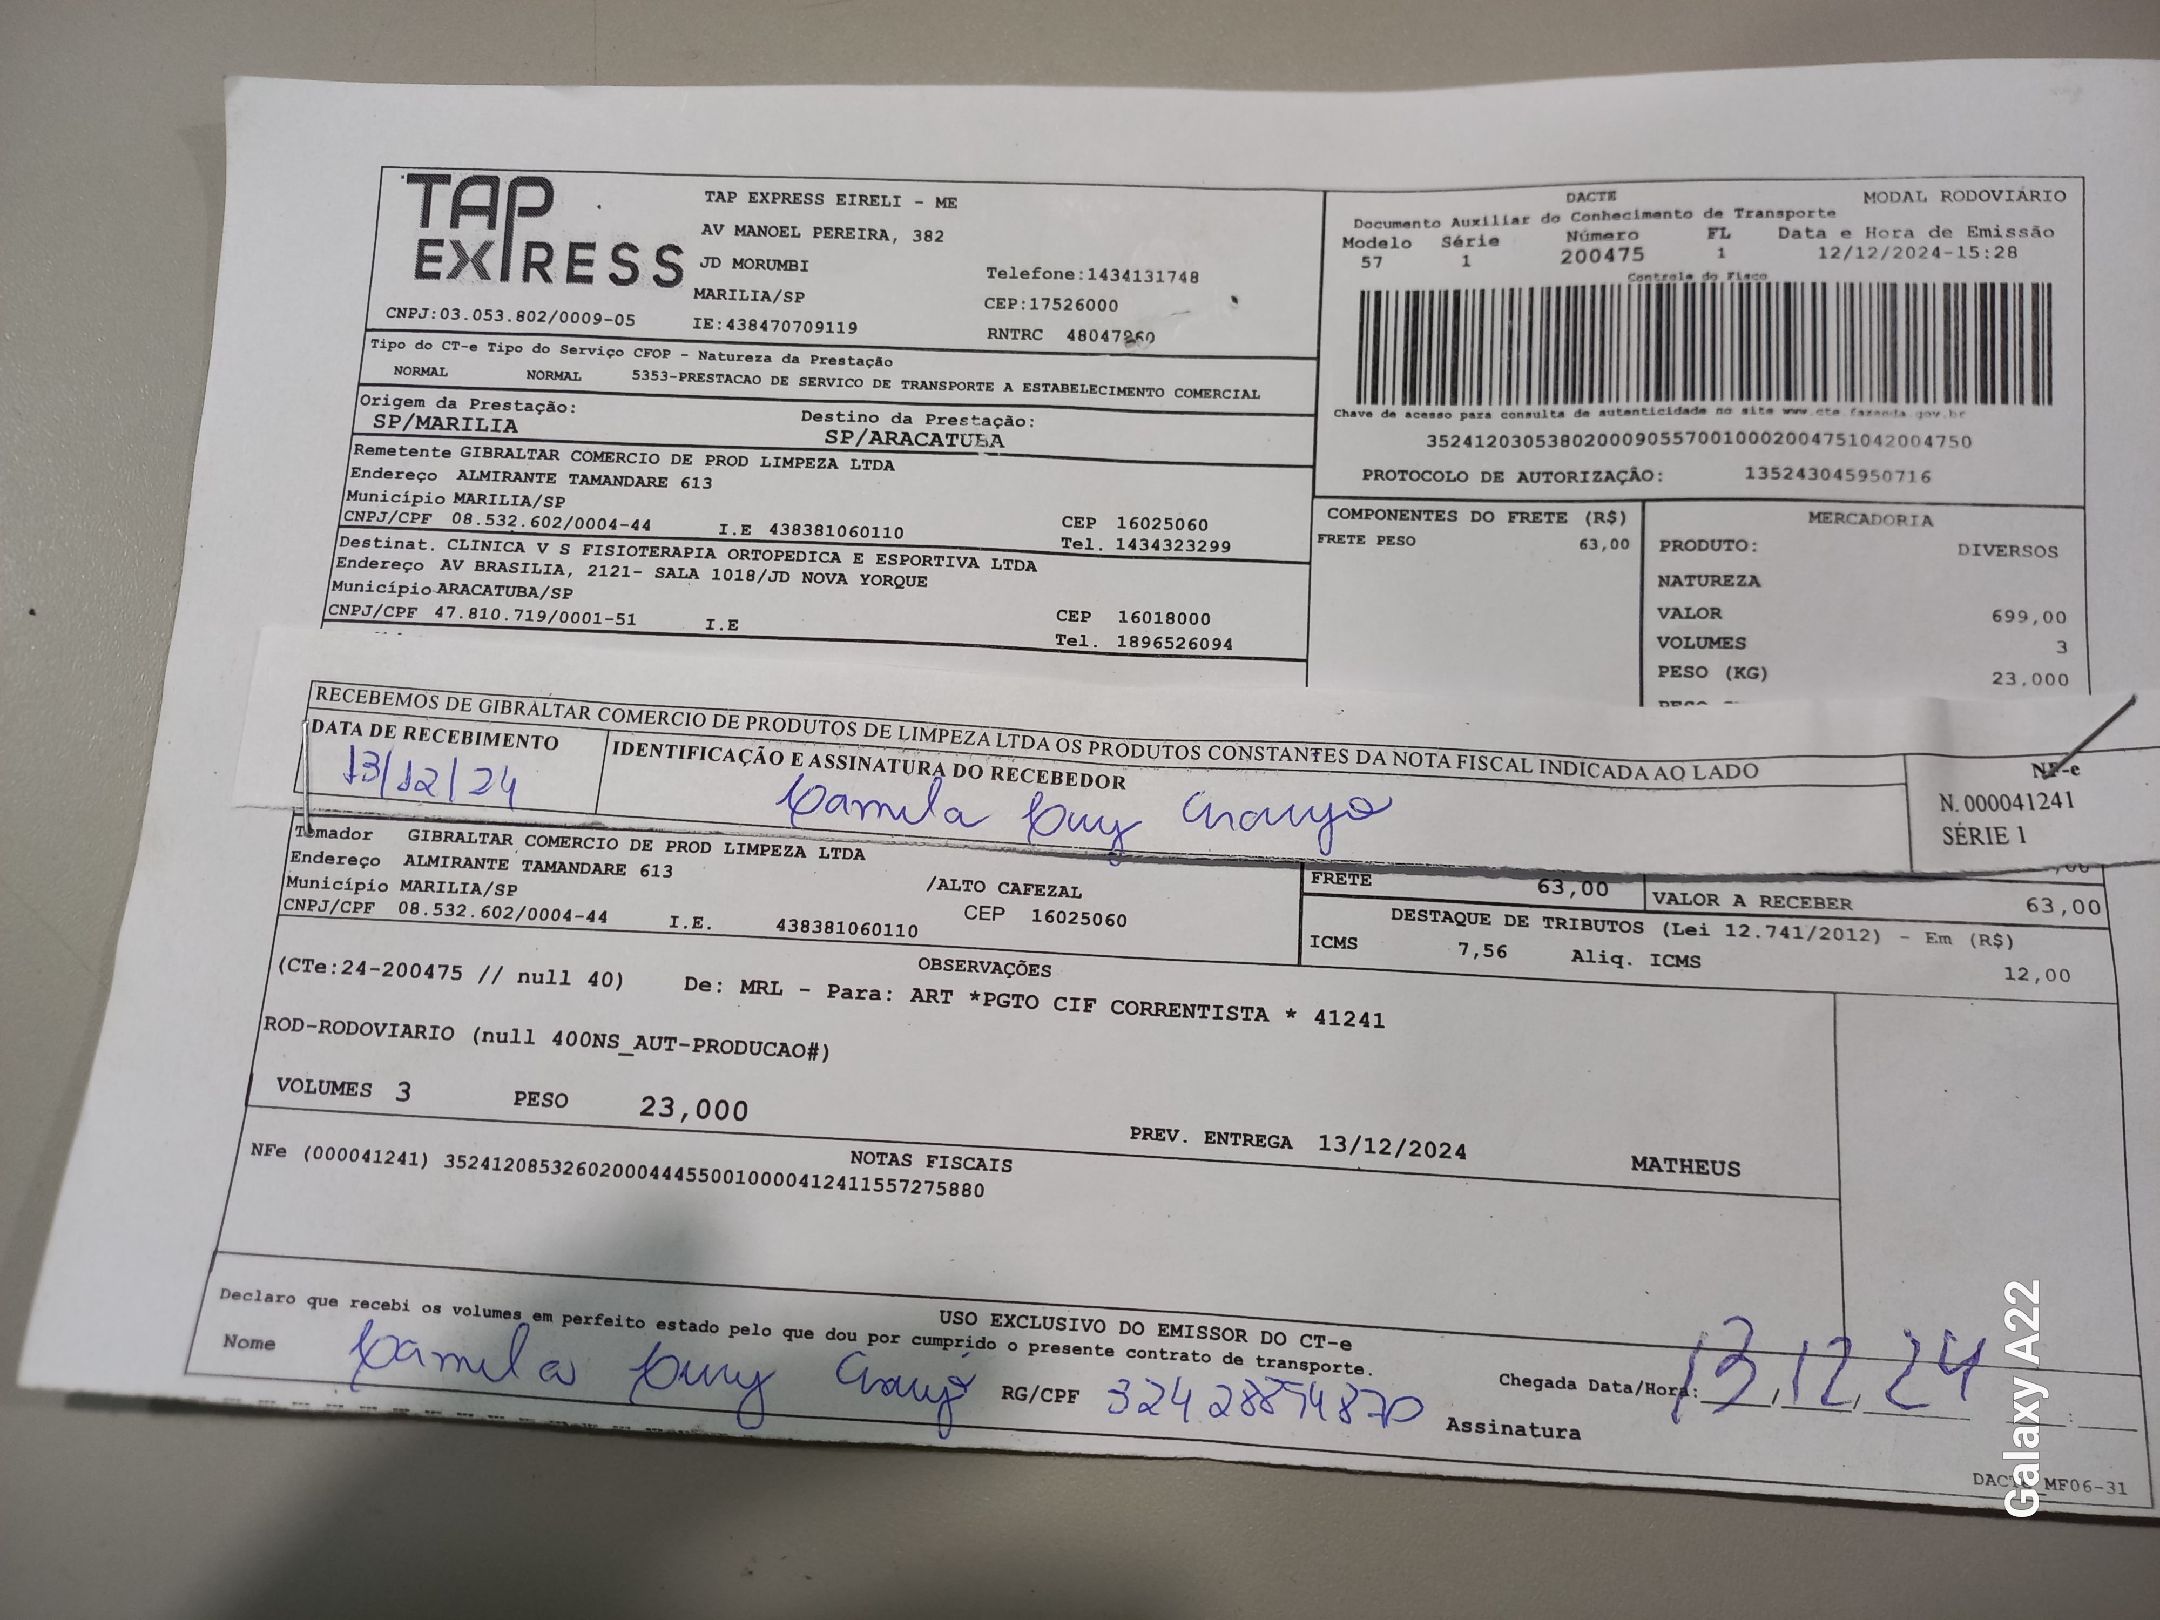 TAP EXPRESS
TAP EXPRESS EIRELI - ME
AV MANOEL PEREIRA, 382
JD MORUMBI
Telefone:1434131748
MARILIA/SP
CEP:17526000
CNPJ:03.053.802/0009-05
IE:438470709119
RNTRC 48047260
DACTE
MODAL RODOVIARIO
Documento Auxiliar do Conhecimento de Transporte
Modelo Série Número FL Data e Hora de Emissão
57 1 200475 1 12/12/2024-15:28
Controle do Fisco
Chave de acesso para consulta de autenticidade no site www.cte.fazenda.gov.br
35241203053802000905570010002004751042004750
PROTOCOLO DE AUTORIZAÇÃO: 135243045950716
Tipo do CT-e Tipo do Serviço CFOP - Natureza da Prestação
NORMAL NORMAL 5353-PRESTACAO DE SERVICO DE TRANSPORTE A ESTABELECIMENTO COMERCIAL
Origem da Prestação: Destino da Prestação:
SP/MARILIA SP/ARACATUBA
Remetente GIBRALTAR COMERCIO DE PROD LIMPEZA LTDA
Endereço ALMIRANTE TAMANDARE 613
Município MARILIA/SP
CNPJ/CPF 08.532.602/0004-44 I.E 438381060110 CEP 16025060
Tel. 1434323299
Destinat. CLINICA V S FISIOTERAPIA ORTOPEDICA E ESPORTIVA LTDA
Endereço AV BRASILIA, 2121- SALA 1018/JD NOVA YORQUE
Município ARACATUBA/SP
CNPJ/CPF 47.810.719/0001-51 I.E CEP 16018000
Tel. 1896526094
COMPONENTES DO FRETE (R$)
FRETE PESO 63,00
MERCADORIA
PRODUTO: DIVERSOS
NATUREZA
VALOR 699,00
VOLUMES 3
PESO (KG) 23,000
RECEBEMOS DE GIBRALTAR COMERCIO DE PRODUTOS DE LIMPEZA LTDA OS PRODUTOS CONSTANTES DA NOTA FISCAL INDICADA AO LADO
DATA DE RECEBIMENTO
13/12/24
IDENTIFICAÇÃO E ASSINATURA DO RECEBEDOR
Camila Cury Araujo
NF-e
N. 000041241
SÉRIE 1
Tomador GIBRALTAR COMERCIO DE PROD LIMPEZA LTDA
Endereço ALMIRANTE TAMANDARE 613 /ALTO CAFEZAL
Município MARILIA/SP CEP 16025060
CNPJ/CPF 08.532.602/0004-44 I.E. 438381060110
FRETE 63,00 VALOR A RECEBER 63,00
DESTAQUE DE TRIBUTOS (Lei 12.741/2012) - Em (R$)
ICMS 7,56 Aliq. ICMS 12,00
OBSERVAÇÕES
(CTe:24-200475 // null 40) De: MRL - Para: ART *PGTO CIF CORRENTISTA * 41241
ROD-RODOVIARIO (null 400NS_AUT-PRODUCAO#)
VOLUMES 3 PESO 23,000
PREV. ENTREGA 13/12/2024 MATHEUS
NOTAS FISCAIS
NFe (000041241) 35241208532602000444550010000412411557275880
USO EXCLUSIVO DO EMISSOR DO CT-e
Declaro que recebi os volumes em perfeito estado pelo que dou por cumprido o presente contrato de transporte.
Nome Camila Cury Araujo RG/CPF 32428894870 Assinatura
Chegada Data/Hora: 13,12,24 :
DACTE_MF06-31
Galaxy A22